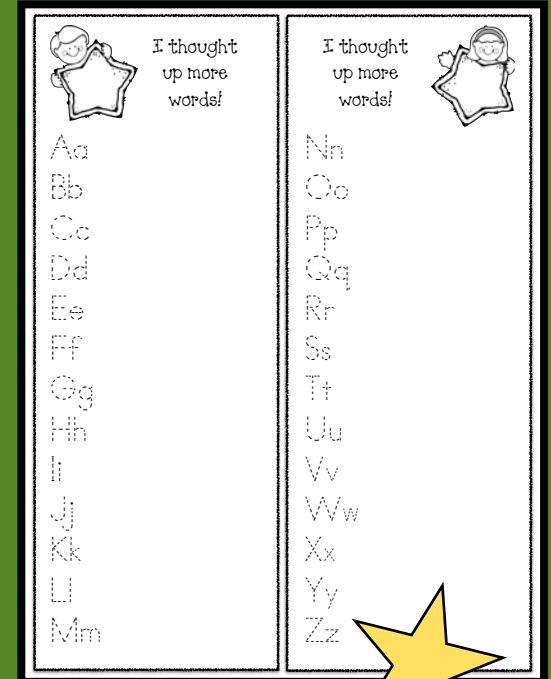 I thought
up more
words!
Aa
Bb
Cc
Dd
Ee
Ff
Gg
Hh
Ii
Jj
Kk
Ll
Mm
I thought
up more
words!
Nn
Oo
Pp
Qq
Rr
Ss
Tt
Uu
Vv
Ww
Xx
Yy
Zz